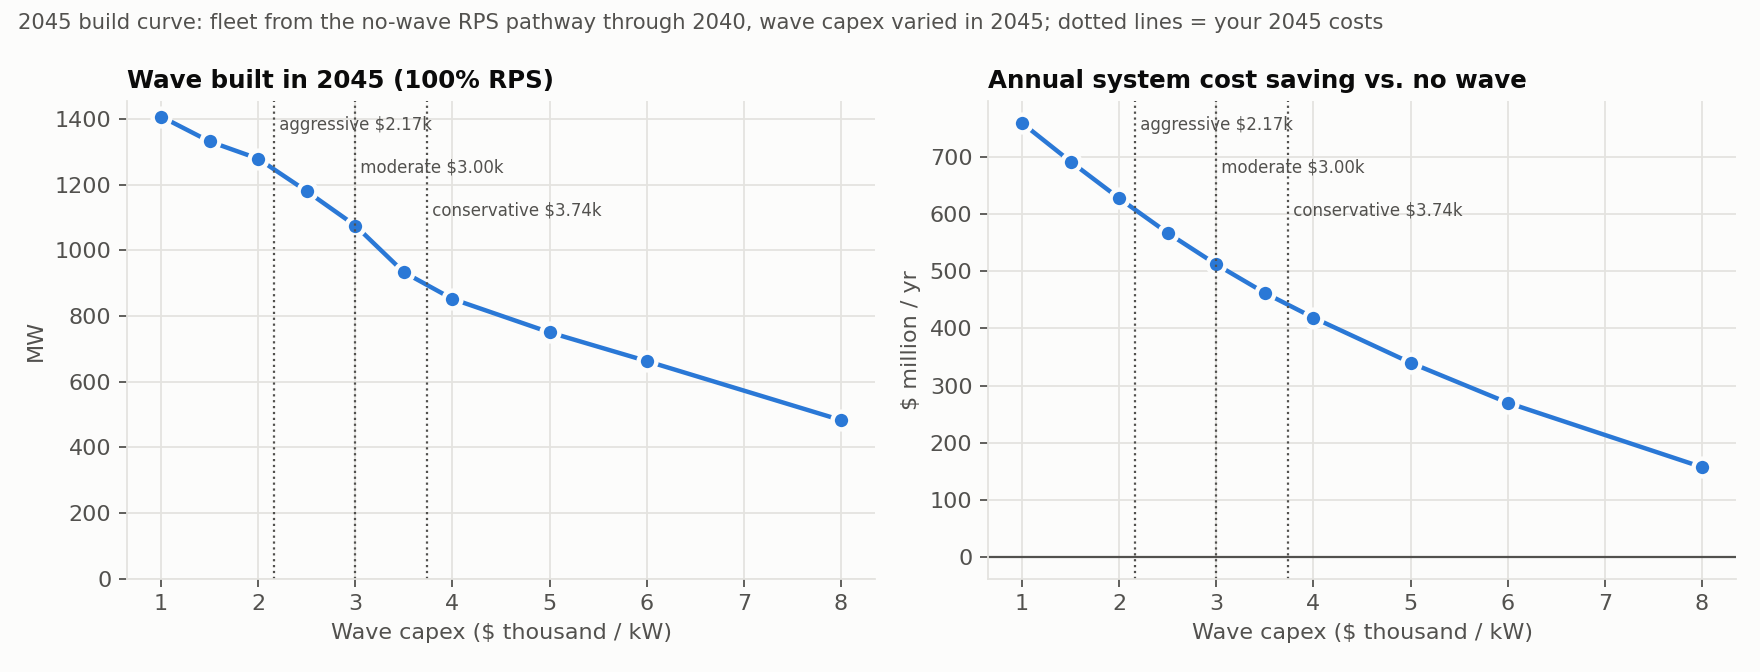 2045 build curve: fleet from the no-wave RPS pathway through 2040, wave capex varied in 2045; dotted lines = your 2045 costs
Wave built in 2045 (100% RPS)
MW
1400
1200
1000
800
600
400
200
0
aggressive $2.17k
moderate $3.00k
conservative $3.74k
1 2 3 4 5 6 7 8
Wave capex ($ thousand / kW)
Annual system cost saving vs. no wave
$ million / yr
700
600
500
400
300
200
100
0
aggressive $2.17k
moderate $3.00k
conservative $3.74k
1 2 3 4 5 6 7 8
Wave capex ($ thousand / kW)